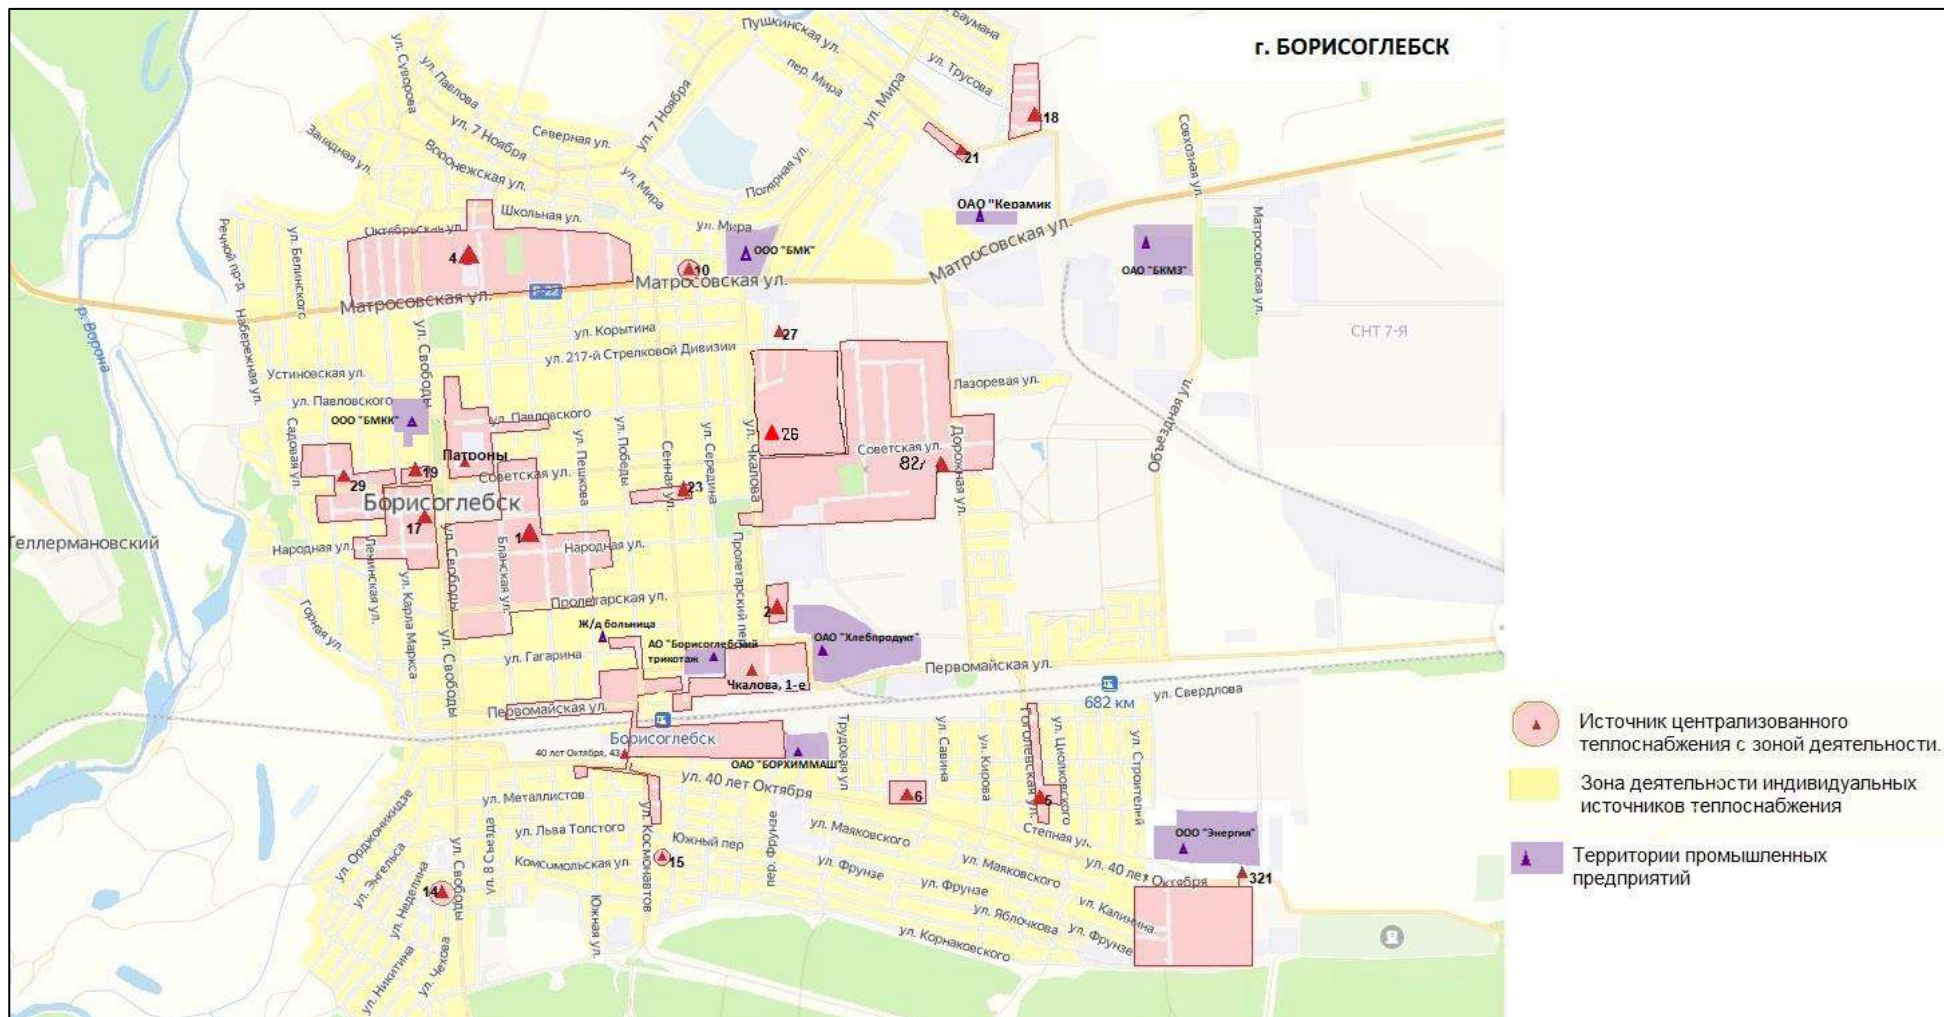 г. БОРИСОГЛЕБСК
Пушкинская ул.
ул. Баумана
ул. Суворова
ул. Павлова
пер. Мира
ул. Мира
ул. Трусова
ул. 7 Ноября
ул. 7 Ноября
Северная ул.
Западная ул.
Воронежская ул.
ул. Мира
Полярная ул.
18
21
Совхозная ул.
ОАО "Керамик
Школьная ул.
Октябрьская ул.
ул. Мира
ООО "БМК"
Матросовская ул.
ОАО "БКМЗ"
Матросовская ул.
Речной пр-д
ул. Белинского
4
10
Матросовская ул.
Р-22
Матросовская ул.
р. Ворона
Набережная ул.
ул. Свободы
ул. Корытина
27
СНТ 7-Я
ул. 217-й Стрелковой Дивизии
Устиновская ул.
Лазоревая ул.
ул. Павловского
ООО "БМКК"
ул. Павловского
Садовая ул.
ул. Пешкова
ул. Победы
Сенная ул.
ул. Середина
ул. Чкалова
26
Советская ул.
Дорожная ул.
Объездная ул.
Патроны
Советская ул.
19
29
23
Борисоглебск
17
1
Теллермановский
Народная ул.
Ленинская ул.
ул. Карла Маркса
ул. Свободы
Бланская ул.
Народная ул.
Пролетарский пер.
Горная ул.
Пролетарская ул.
2
Ж/д больница
АО "Борисоглебский
трикотаж
ОАО "Хлебпродукт"
ул. Свободы
ул. Гагарина
Чкалова, 1-е
Первомайская ул.
682 км
ул. Свердлова
Первомайская ул.
Борисоглебск
40 лет Октября, 43
ОАО "БОРХИММАШ"
Трудовая ул
ул. Савина
ул. Кирова
Гоголевская ул.
ул. Циолковского
ул. Строителей
ул. 40 лет Октября
ул. Металлистов
6
5
ул. Орджоникидзе
ул. Энгельса
ул. Неделина
ул. Свободы
ул. 8 Съезда
ул. Льва Толстого
Комсомольская ул.
ул. Космонавтов
Южный пер
15
пер. Фрунзе
ул. Маяковского
Степная ул.
ООО "Энергия"
ул. Фрунзе
ул. Маяковского
ул. 40 лет Октября
321
14
ул. Фрунзе
ул. Яблочкова
ул. Калинина
ул. Фрунзе
ул. Корнаковского
Южная ул.
ул. Чехова
ул. Никитина
Источник централизованного
теплоснабжения с зоной деятельности.
Зона деятельности индивидуальных
источников теплоснабжения
Территории промышленных
предприятий